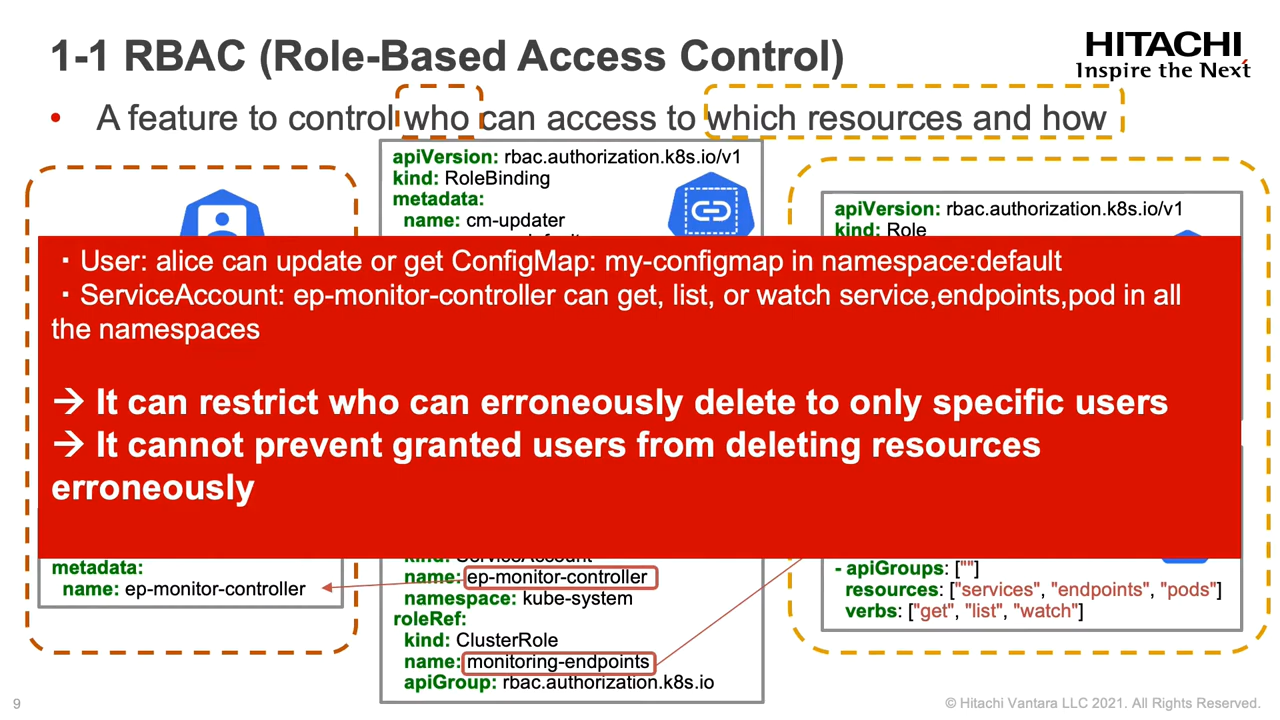 1-1 RBAC (Role-Based Access Control)
HITACHI
Inspire the Next
• A feature to control who can access to which resources and how
apiVersion: rbac.authorization.k8s.io/v1
kind: RoleBinding
metadata:
name: cm-updater
apiVersion: rbac.authorization.k8s.io/v1
kind: Role
・User: alice can update or get ConfigMap: my-configmap in namespace:default
・ServiceAccount: ep-monitor-controller can get, list, or watch service,endpoints,pod in all
the namespaces
→ It can restrict who can erroneously delete to only specific users
→ It cannot prevent granted users from deleting resources
erroneously
metadata:
name: ep-monitor-controller
kind: ServiceAccount
name: ep-monitor-controller
namespace: kube-system
roleRef:
kind: ClusterRole
name: monitoring-endpoints
apiGroup: rbac.authorization.k8s.io
- apiGroups: [""]
resources: ["services", "endpoints", "pods"]
verbs: ["get", "list", "watch"]
9
© Hitachi Vantara LLC 2021. All Rights Reserved.